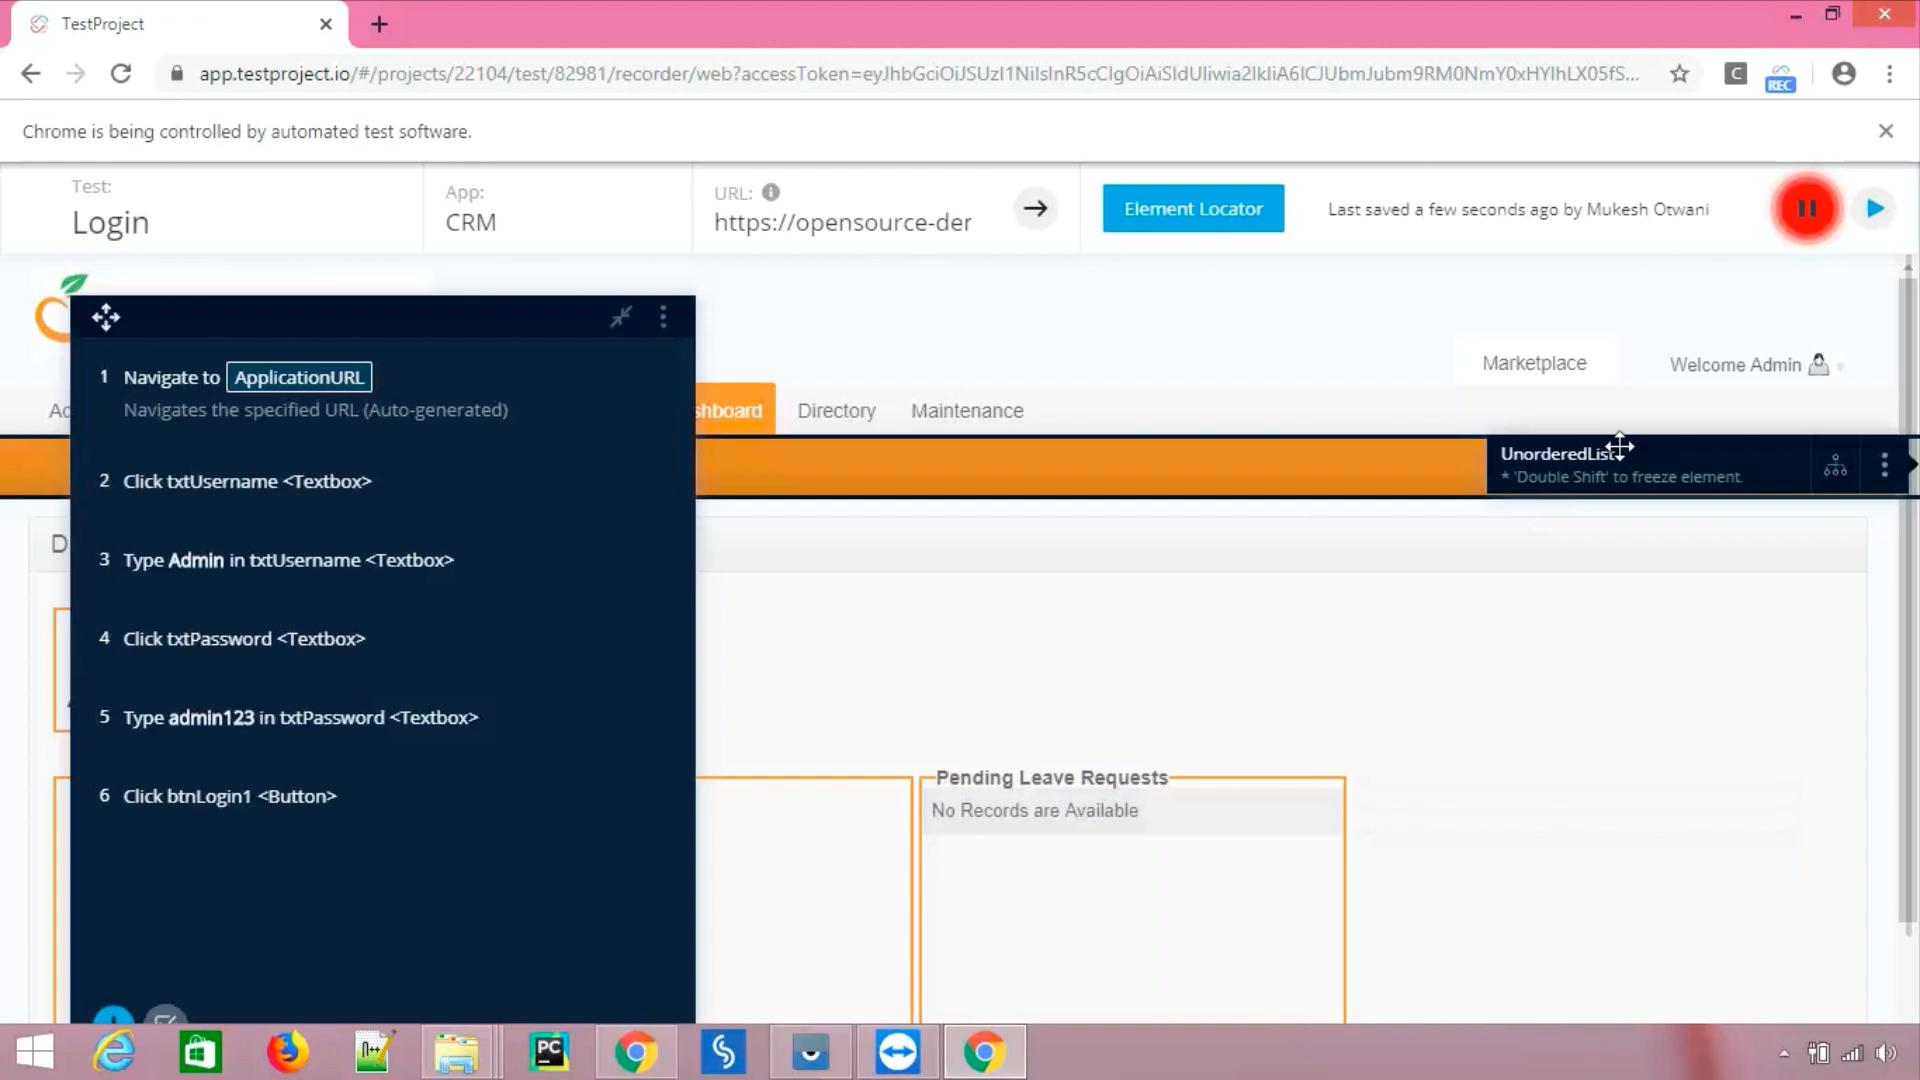 TestProject
app.testproject.io/#/projects/22104/test/82981/recorder/web?accessToken=
REC
Chrome is being controlled by automated test software.
Test:
Login
App:
CRM
URL:
https://opensource-der
Element Locator
Last saved a few seconds ago by Mukesh Otwani
Marketplace
Welcome Admin
1 Navigate to ApplicationURL
Navigates the specified URL (Auto-generated)
Ac
shboard
Directory
Maintenance
UnorderedList
* 'Double Shift' to freeze element.
2 Click txtUsername <Textbox>
D
3 Type Admin in txtUsername <Textbox>
4 Click txtPassword <Textbox>
5 Type admin123 in txtPassword <Textbox>
6 Click btnLogin1 <Button>
Pending Leave Requests
No Records are Available
PC